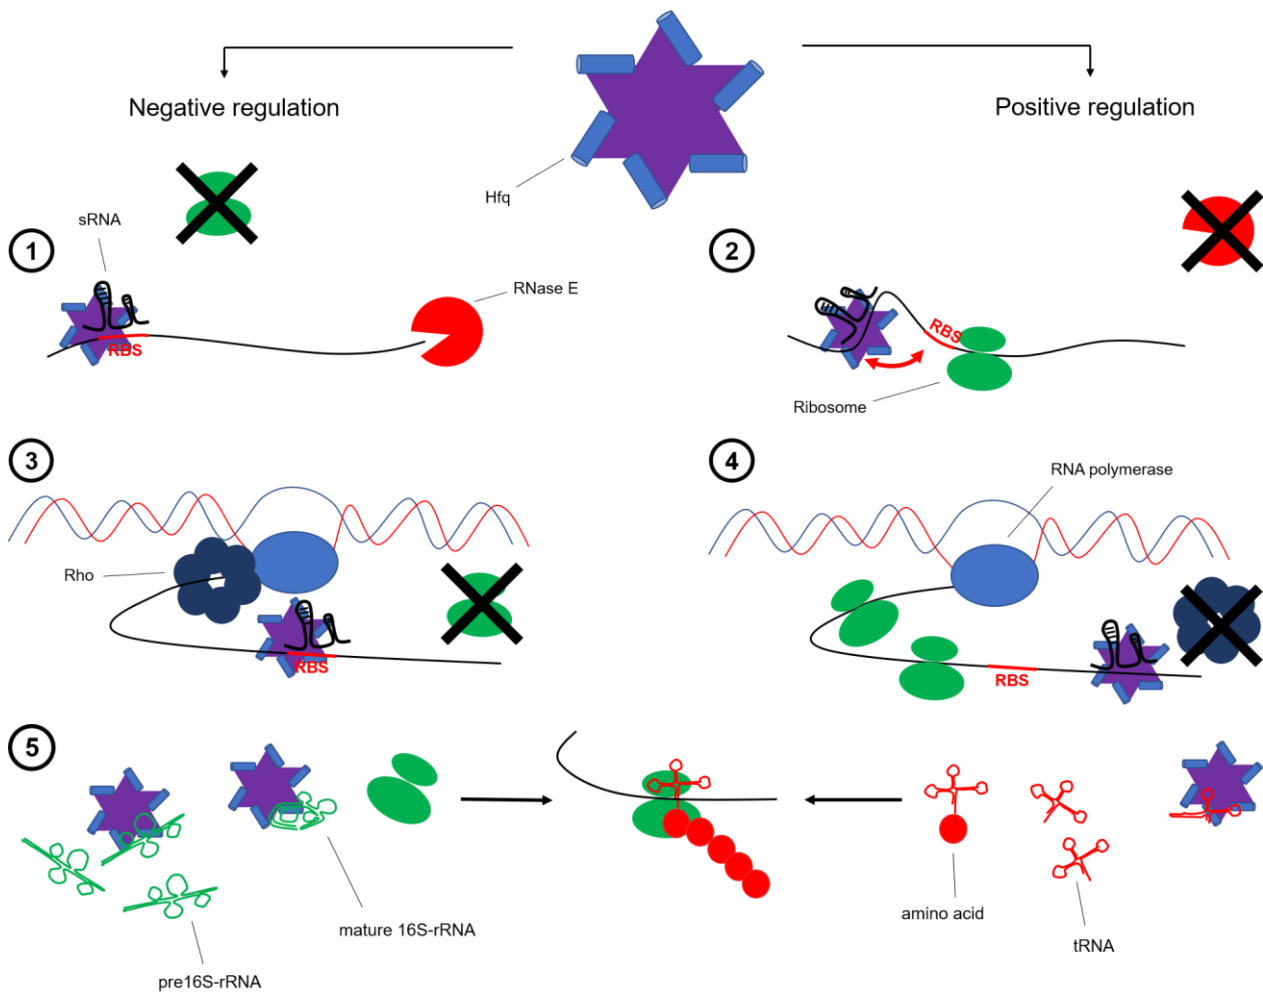 Negative regulation
Positive regulation
Hfq
sRNA
1
2
RNase E
RBS
RBS
Ribosome
3
4
RNA polymerase
Rho
RBS
RBS
5
amino acid
mature 16S-rRNA
tRNA
pre16S-rRNA